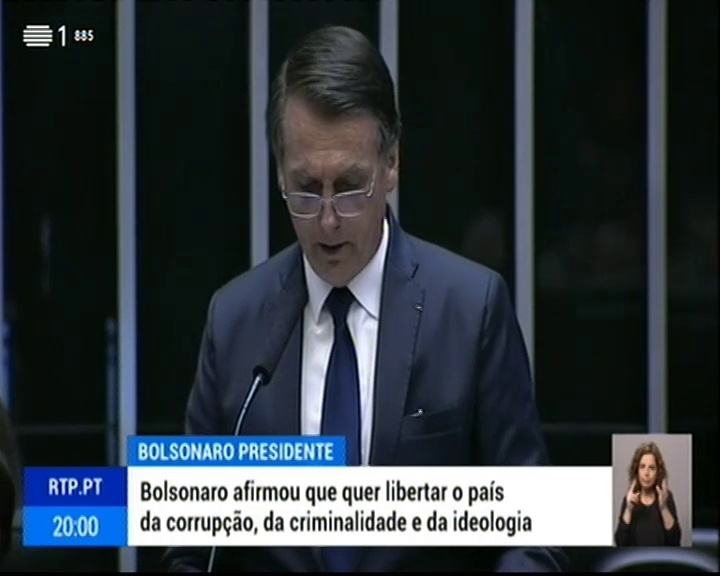 1 885
BOLSONARO PRESIDENTE
RTP.PT
Bolsonaro afirmou que quer libertar o país
da corrupção, da criminalidade e da ideologia
20:00